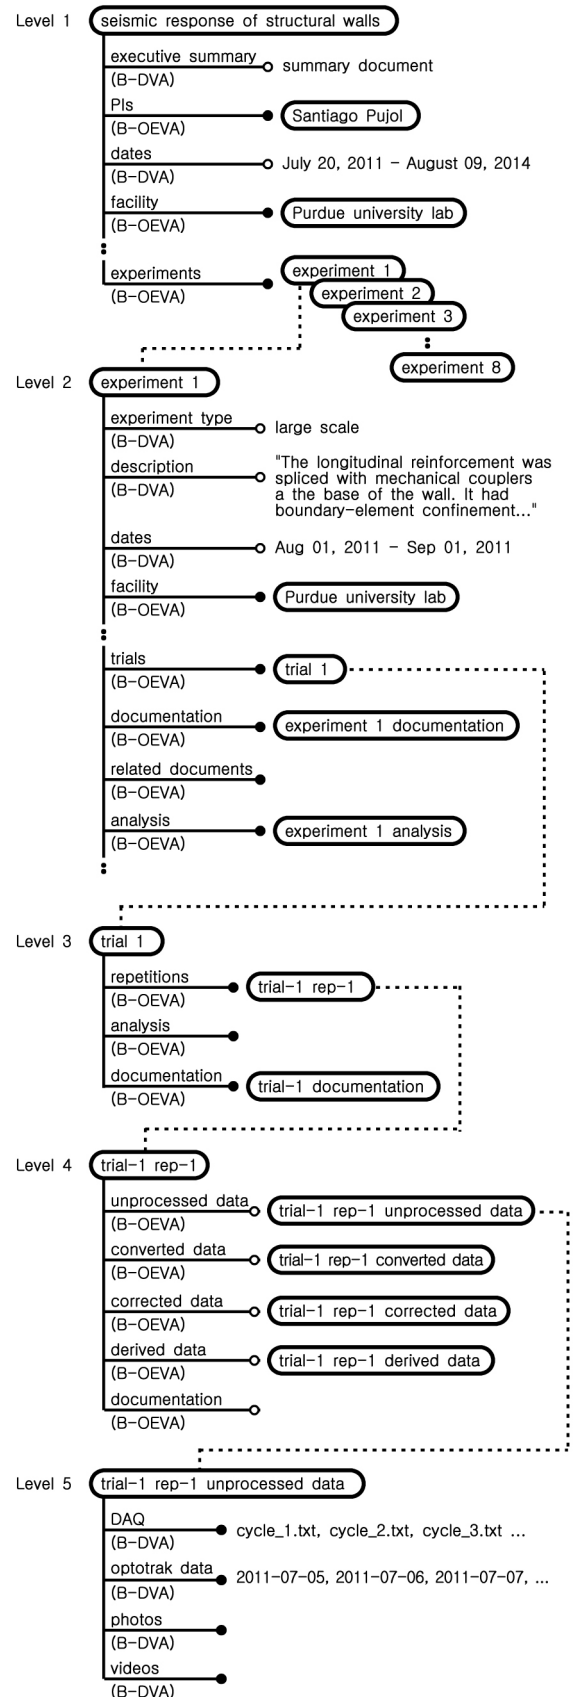 Level 1 seismic response of structural walls
executive summary
(B-DVA)
summary document
PIs
(B-OEVA)
Santiago Pujol
dates
(B-DVA)
July 20, 2011 - August 09, 2014
facility
(B-OEVA)
Purdue university lab
experiments
(B-OEVA)
experiment 1
experiment 2
experiment 3
experiment 8
Level 2 experiment 1
experiment type
(B-DVA)
large scale
description
(B-DVA)
"The longitudinal reinforcement was
spliced with mechanical couplers
a the base of the wall. It had
boundary-element confinement..."
dates
(B-DVA)
Aug 01, 2011 - Sep 01, 2011
facility
(B-OEVA)
Purdue university lab
trials
(B-OEVA)
trial 1
documentation
(B-OEVA)
experiment 1 documentation
related documents
(B-OEVA)
analysis
(B-OEVA)
experiment 1 analysis
Level 3 trial 1
repetitions
(B-OEVA)
trial-1 rep-1
analysis
(B-OEVA)
documentation
(B-OEVA)
trial-1 documentation
Level 4 trial-1 rep-1
unprocessed data
(B-OEVA)
trial-1 rep-1 unprocessed data
converted data
(B-OEVA)
trial-1 rep-1 converted data
corrected data
(B-OEVA)
trial-1 rep-1 corrected data
derived data
(B-OEVA)
trial-1 rep-1 derived data
documentation
(B-OEVA)
Level 5 trial-1 rep-1 unprocessed data
DAQ
(B-DVA)
cycle_1.txt, cycle_2.txt, cycle_3.txt ...
optotrak data
(B-DVA)
2011-07-05, 2011-07-06, 2011-07-07, ...
photos
(B-DVA)
videos
(B-DVA)